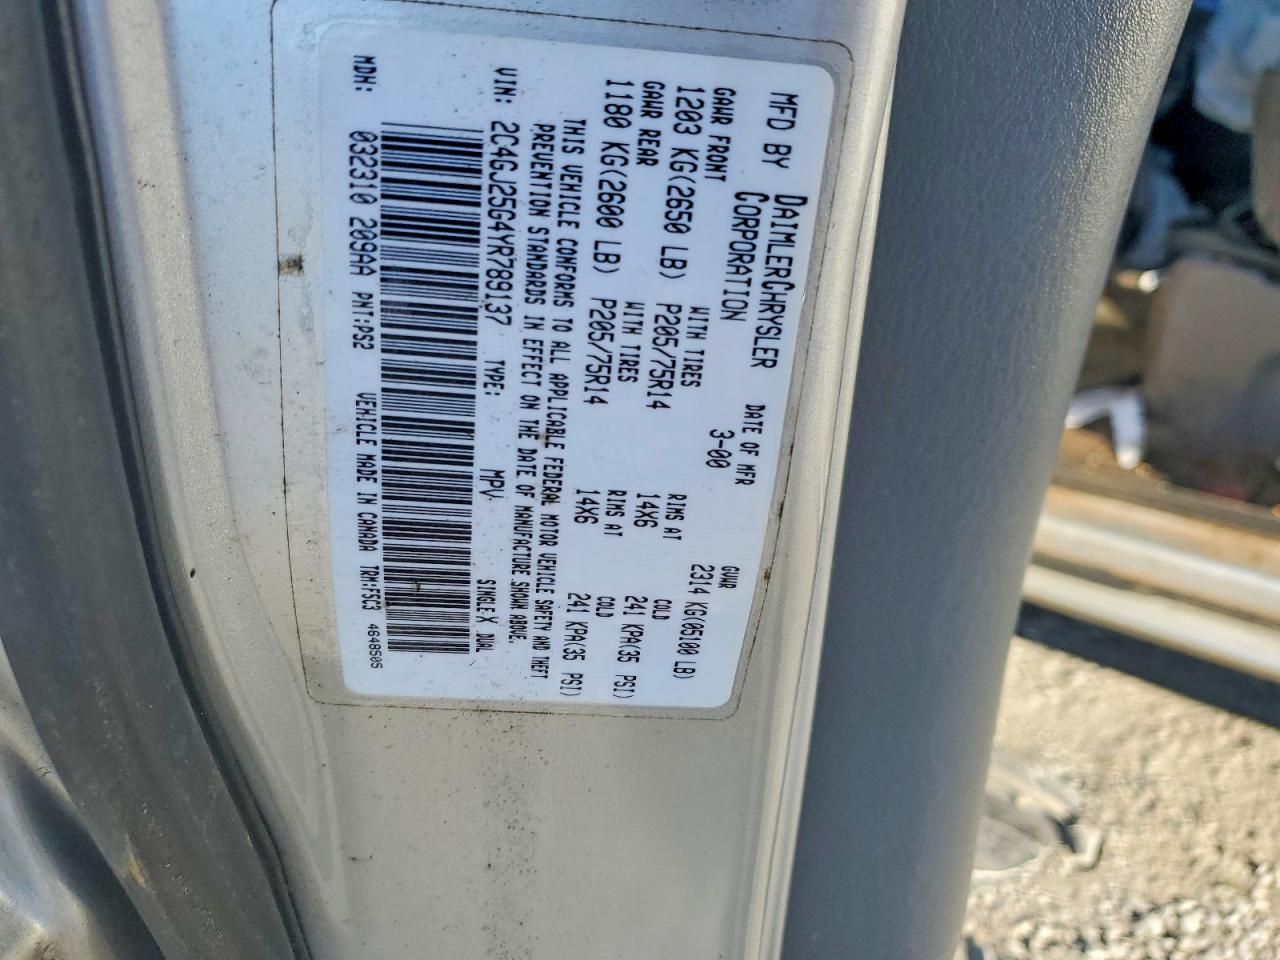 MFD BY DAIMLERCHRYSLER CORPORATION
DATE OF MFR 3-00
GVWR 2314 KG(05100 LB)
GAWR FRONT WITH TIRES RIMS AT COLD
1203 KG(2650 LB) P205/75R14 14X6 241 KPA(35 PSI)
GAWR REAR WITH TIRES RIMS AT COLD
1180 KG(2600 LB) P205/75R14 14X6 241 KPA(35 PSI)
THIS VEHICLE CONFORMS TO ALL APPLICABLE FEDERAL MOTOR VEHICLE SAFETY AND THEFT
PREVENTION STANDARDS IN EFFECT ON THE DATE OF MANUFACTURE SHOWN ABOVE.
VIN: 2C4GJ25G4YR789137 TYPE: MPV SINGLE-X DUAL
MDH: 032310 209AA PNT:PS2 VEHICLE MADE IN CANADA TRM:F5C3 4648505